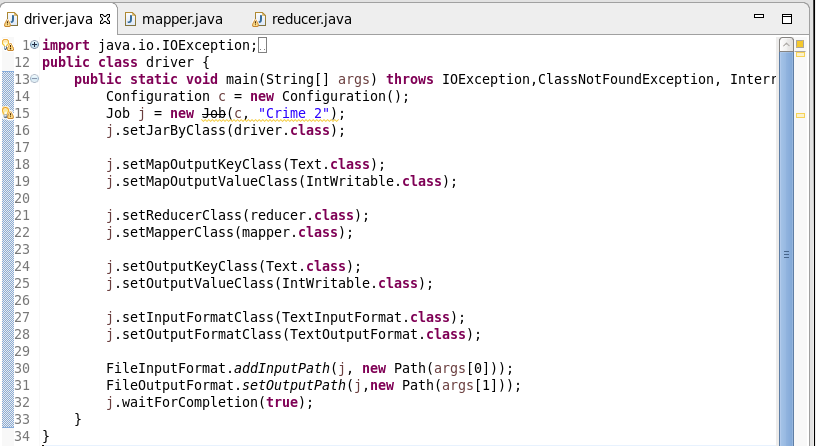 driver.java mapper.java reducer.java
1 import java.io.IOException;
12 public class driver {
13 public static void main(String[] args) throws IOException,ClassNotFoundException, Interr
14 Configuration c = new Configuration();
15 Job j = new Job(c, "Crime 2");
16 j.setJarByClass(driver.class);
17
18 j.setMapOutputKeyClass(Text.class);
19 j.setMapOutputValueClass(IntWritable.class);
20
21 j.setReducerClass(reducer.class);
22 j.setMapperClass(mapper.class);
23
24 j.setOutputKeyClass(Text.class);
25 j.setOutputValueClass(IntWritable.class);
26
27 j.setInputFormatClass(TextInputFormat.class);
28 j.setOutputFormatClass(TextOutputFormat.class);
29
30 FileInputFormat.addInputPath(j, new Path(args[0]));
31 FileOutputFormat.setOutputPath(j,new Path(args[1]));
32 j.waitForCompletion(true);
33 }
34 }